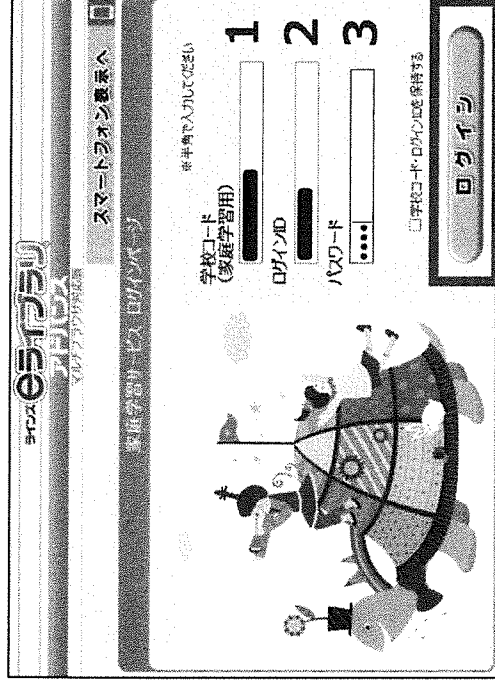 ラインズ
eライブラリ
アドバンス
マルチブラウザ対応版
スマートフォン表示へ
家庭学習サービス ログインページ
※半角で入力してください
学校コード
(家庭学習用)
1
ログインID
2
パスワード
••••
3
学校コード・ログインIDを保持する
ログイン